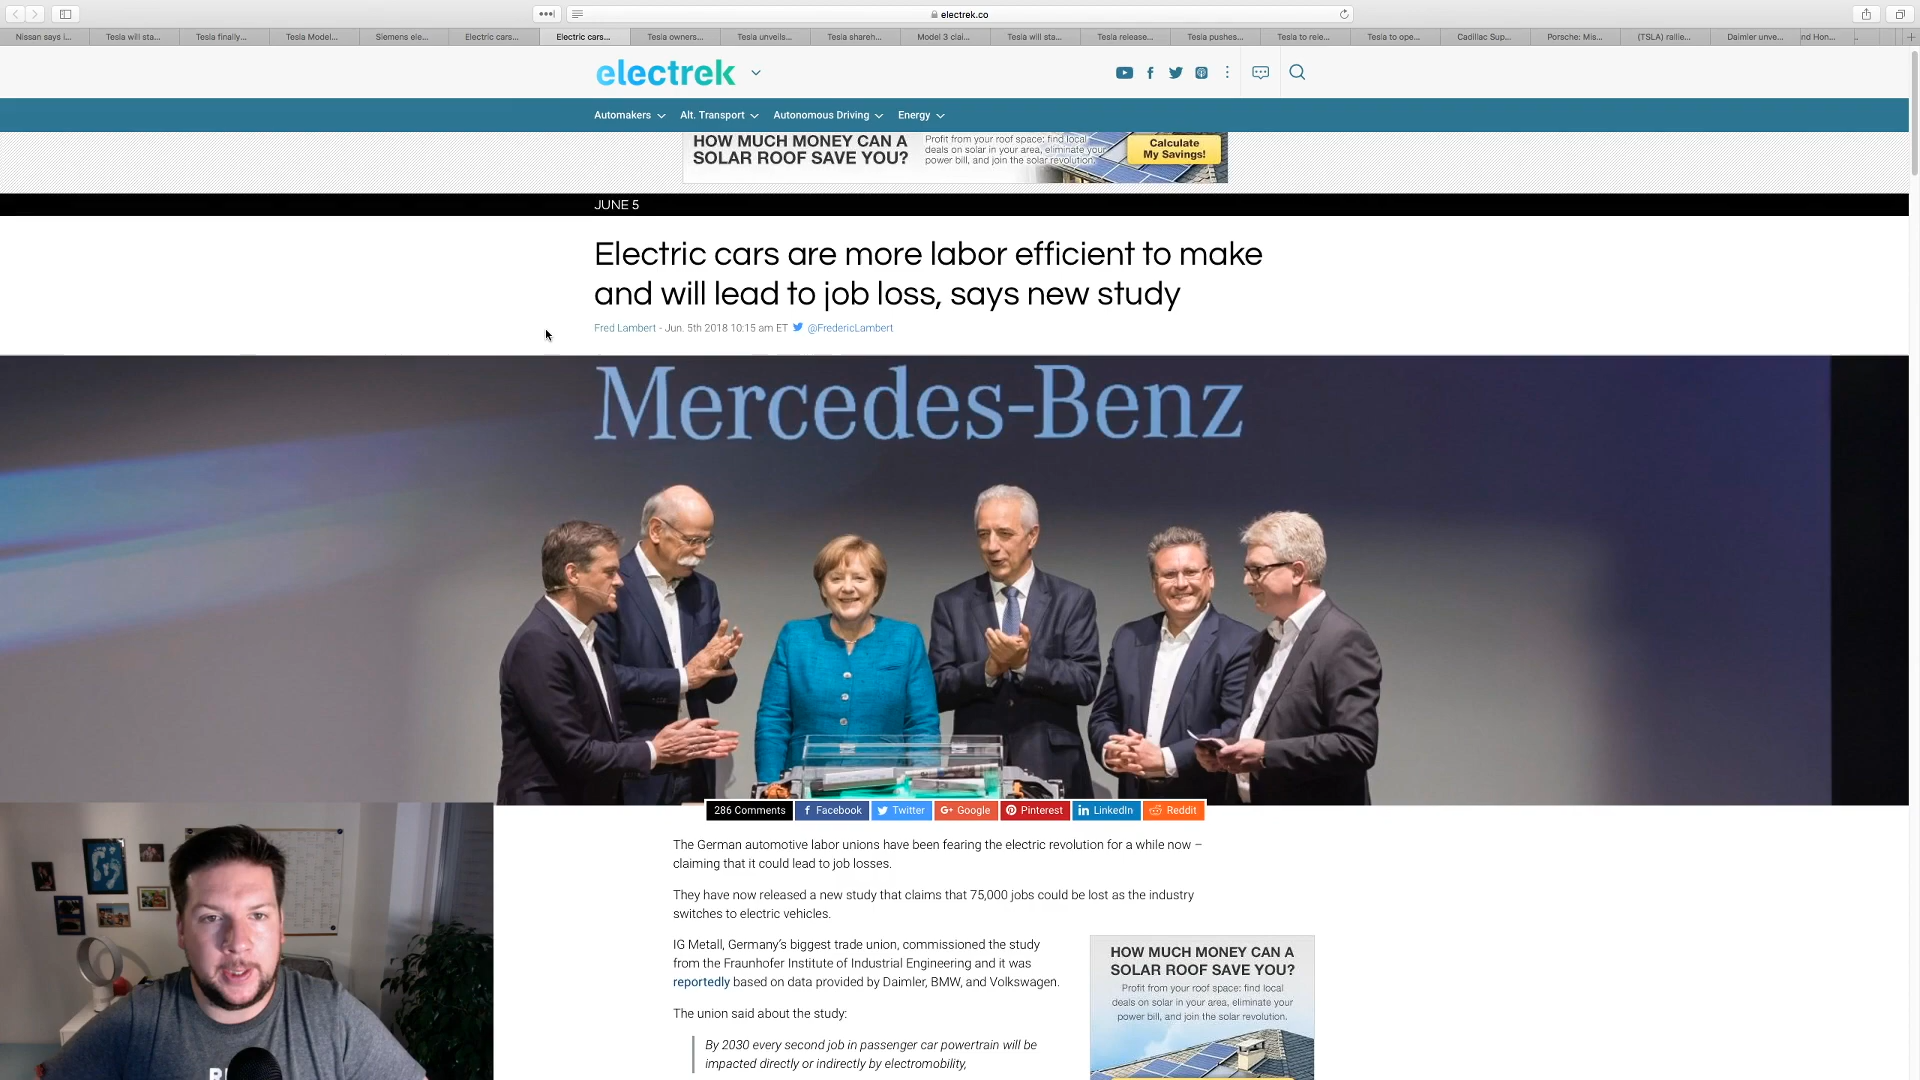 electrek.co
Nissan says i...
Tesla will sta...
Tesla finally...
Tesla Model...
Siemens ele...
Electric cars...
Electric cars...
Tesla owners...
Tesla unveils...
Tesla shareh...
Model 3 clai...
Tesla will sta...
Tesla release...
Tesla pushes...
Tesla to rele...
Tesla to ope...
Cadillac Sup...
Porsche: Mis...
(TSLA) rallie...
Daimler unve...
nd Hon...
electrek
Automakers
Alt. Transport
Autonomous Driving
Energy
HOW MUCH MONEY CAN A
SOLAR ROOF SAVE YOU?
Profit from your roof space: find local
deals on solar in your area, eliminate your
power bill, and join the solar revolution.
Calculate
My Savings!
JUNE 5
Electric cars are more labor efficient to make
and will lead to job loss, says new study
Fred Lambert - Jun. 5th 2018 10:15 am ET @FredericLambert
Mercedes-Benz
286 Comments
Facebook
Twitter
G+ Google
Pinterest
LinkedIn
Reddit
The German automotive labor unions have been fearing the electric revolution for a while now –
claiming that it could lead to job losses.
They have now released a new study that claims that 75,000 jobs could be lost as the industry
switches to electric vehicles.
IG Metall, Germany's biggest trade union, commissioned the study
from the Fraunhofer Institute of Industrial Engineering and it was
reportedly based on data provided by Daimler, BMW, and Volkswagen.
The union said about the study:
By 2030 every second job in passenger car powertrain will be
impacted directly or indirectly by electromobility,
HOW MUCH MONEY CAN A
SOLAR ROOF SAVE YOU?
Profit from your roof space: find local
deals on solar in your area, eliminate your
power bill, and join the solar revolution.